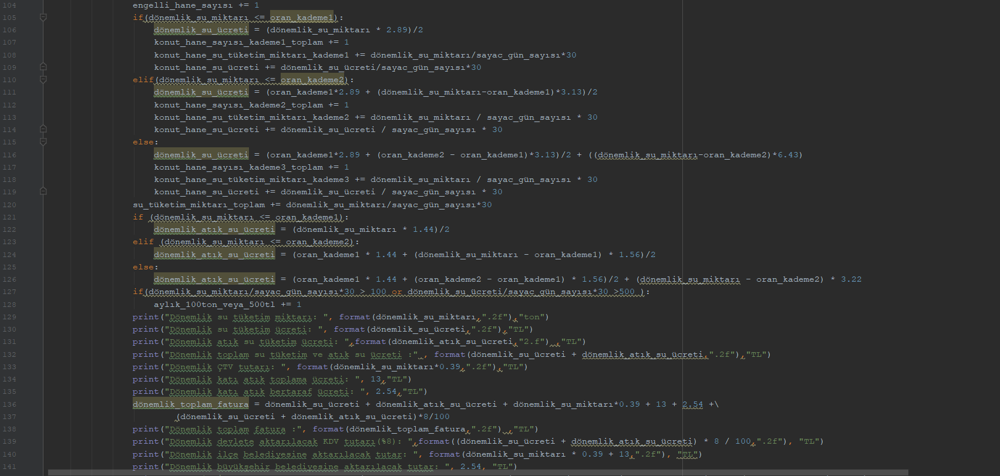 104 engelli_hane_sayısı += 1
105 if(dönemlik_su_miktarı <= oran_kademe1):
106 dönemlik_su_ücreti = (dönemlik_su_miktarı * 2.89)/2
107 konut_hane_sayısı_kademe1_toplam += 1
108 konut_hane_su_tüketim_miktarı_kademe1 += dönemlik_su_miktarı/sayac_gün_sayısı*30
109 konut_hane_su_ücreti += dönemlik_su_ücreti/sayac_gün_sayısı*30
110 elif(dönemlik_su_miktarı <= oran_kademe2):
111 dönemlik_su_ücreti = (oran_kademe1*2.89 + (dönemlik_su_miktarı-oran_kademe1)*3.13)/2
112 konut_hane_sayısı_kademe2_toplam += 1
113 konut_hane_su_tüketim_miktarı_kademe2 += dönemlik_su_miktarı / sayac_gün_sayısı * 30
114 konut_hane_su_ücreti += dönemlik_su_ücreti / sayac_gün_sayısı * 30
115 else:
116 dönemlik_su_ücreti = (oran_kademe1*2.89 + (oran_kademe2 - oran_kademe1)*3.13)/2 + ((dönemlik_su_miktarı-oran_kademe2)*6.43)
117 konut_hane_sayısı_kademe3_toplam += 1
118 konut_hane_su_tüketim_miktarı_kademe3 += dönemlik_su_miktarı / sayac_gün_sayısı * 30
119 konut_hane_su_ücreti += dönemlik_su_ücreti / sayac_gün_sayısı * 30
120 su_tüketim_miktarı_toplam += dönemlik_su_miktarı/sayac_gün_sayısı*30
121 if (dönemlik_su_miktarı <= oran_kademe1):
122 dönemlik_atık_su_ücreti = (dönemlik_su_miktarı * 1.44)/2
123 elif (dönemlik_su_miktarı <= oran_kademe2):
124 dönemlik_atık_su_ücreti = (oran_kademe1 * 1.44 + (dönemlik_su_miktarı - oran_kademe1) * 1.56)/2
125 else:
126 dönemlik_atık_su_ücreti = (oran_kademe1 * 1.44 + (oran_kademe2 - oran_kademe1) * 1.56)/2 + (dönemlik_su_miktarı - oran_kademe2) * 3.22
127 if(dönemlik_su_miktarı/sayac_gün_sayısı*30 > 100 or dönemlik_su_ücreti/sayac_gün_sayısı*30 >500 ):
128 aylık_100ton_veya_500tl += 1
129 print("Dönemlik su tüketim miktarı: ", format(dönemlik_su_miktarı,".2f"),"ton")
130 print("Dönemlik su tüketim ücreti: ", format(dönemlik_su_ücreti,".2f"),"TL")
131 print("Dönemlik atık su tüketim ücreti: ",format(dönemlik_atık_su_ücreti,"2.f") ,"TL")
132 print("Dönemlik toplam su tüketim ve atık su ücreti :" , format(dönemlik_su_ücreti + dönemlik_atık_su_ücreti,".2f"),"TL")
133 print("Dönemlik ÇTV tutarı: ", format(dönemlik_su_miktarı*0.39,".2f"),"TL")
134 print("Dönemlik katı atık toplama ücreti: ", 13,"TL")
135 print("Dönemlik katı atık bertaraf ücreti: ", 2.54,"TL")
136 dönemlik_toplam_fatura = dönemlik_su_ücreti + dönemlik_atık_su_ücreti + dönemlik_su_miktarı*0.39 + 13 + 2.54 +\
137 (dönemlik_su_ücreti + dönemlik_atık_su_ücreti)*8/100
138 print("Dönemlik toplam fatura :", format(dönemlik_toplam_fatura,".2f") ,"TL")
139 print("Dönemlik devlete aktarılacak KDV tutarı(%8): ",format((dönemlik_su_ücreti + dönemlik_atık_su_ücreti) * 8 / 100,".2f"), "TL")
140 print("Dönemlik ilçe belediyesine aktarılacak tutar: ", format(dönemlik_su_miktarı * 0.39 + 13,".2f"), "TL")
141 print("Dönemlik büyükşehir belediyesine aktarılacak tutar: ", 2.54, "TL")